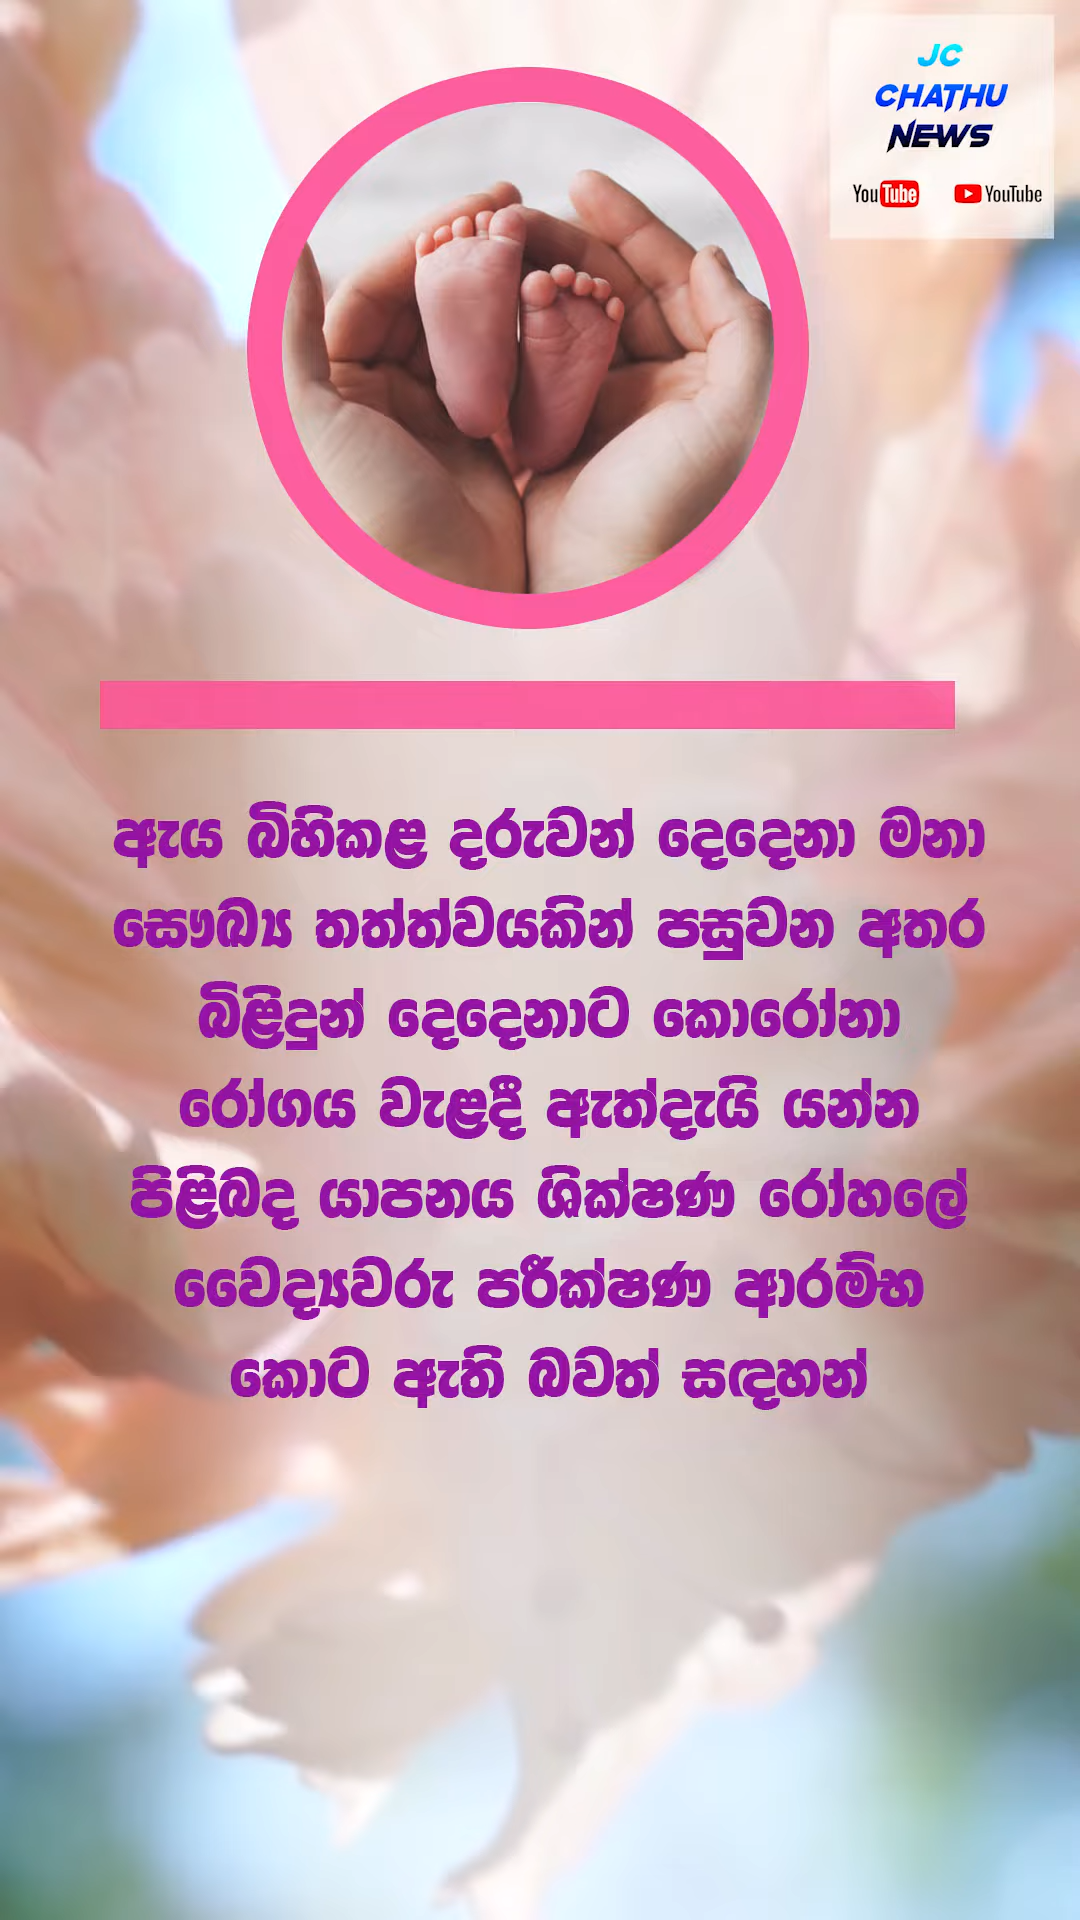 JC
CHATHU
NEWS
YouTube YouTube
ඇය බිහිකළ දරුවන් දෙදෙනා මනා
සෞඛ්‍ය තත්ත්වයකින් පසුවන අතර
බිළිදුන් දෙදෙනාට කොරෝනා
රෝගය වැළදී ඇත්දැයි යන්න
පිළිබද යාපනය ශික්ෂණ රෝහලේ
වෛද්‍යවරු පරීක්ෂණ ආරම්භ
කොට ඇති බවත් සඳහන්